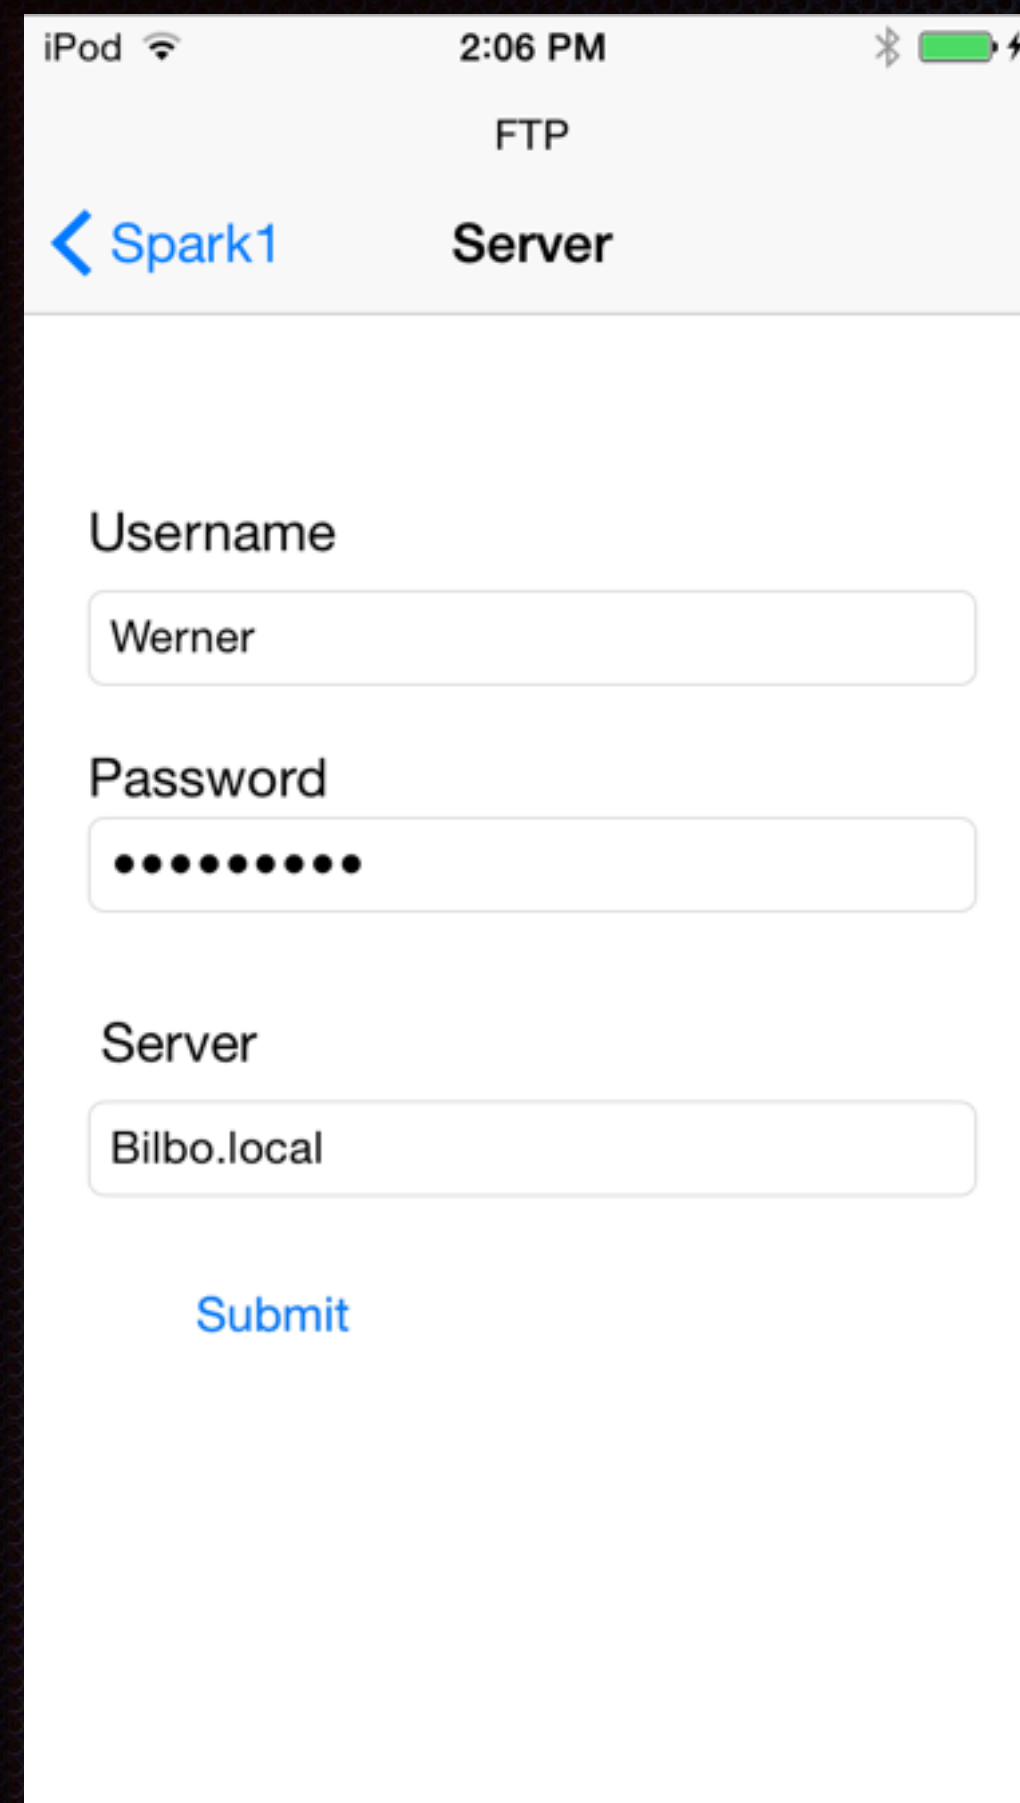 iPod 2:06 PM
FTP
Spark1 Server
Username
Werner
Password
•••••••••
Server
Bilbo.local
Submit